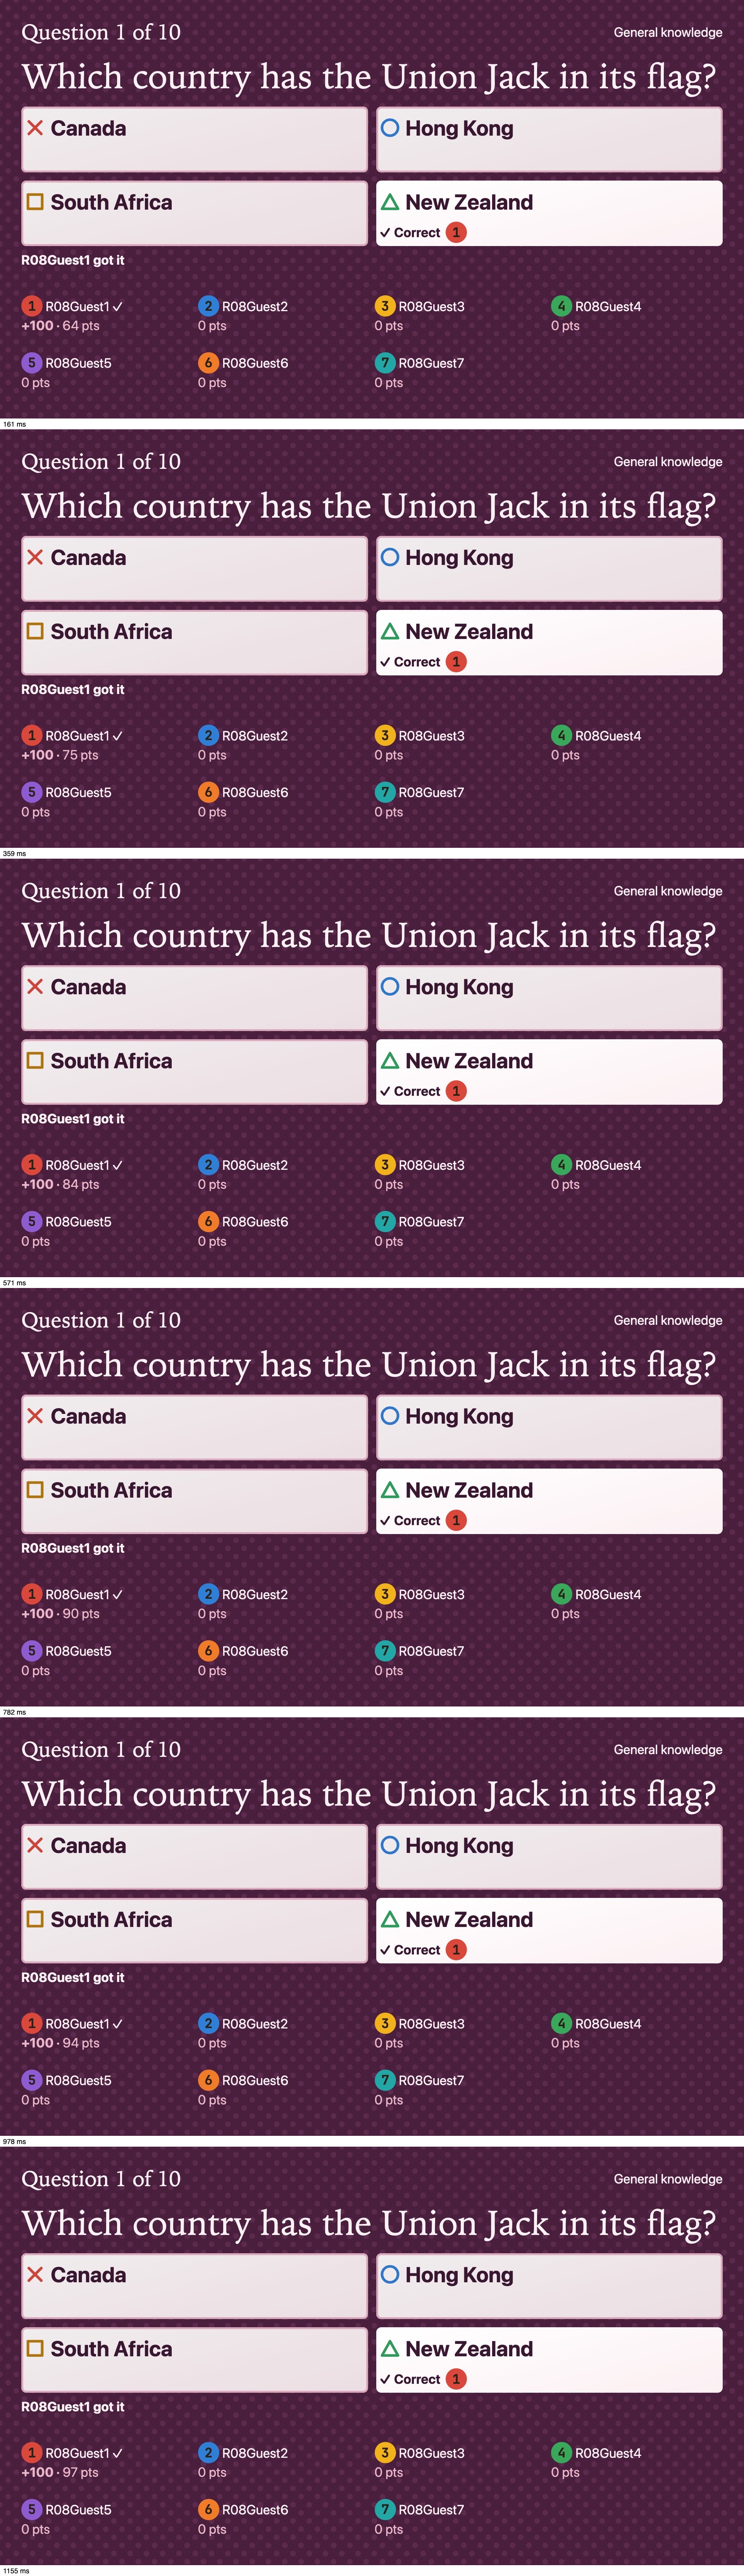 Question 1 of 10 General knowledge
Which country has the Union Jack in its flag?
Canada Hong Kong
South Africa New Zealand
✓ Correct 1
R08Guest1 got it
1 R08Guest1 ✓ 2 R08Guest2 3 R08Guest3 4 R08Guest4
+100 · 64 pts 0 pts 0 pts 0 pts
5 R08Guest5 6 R08Guest6 7 R08Guest7
0 pts 0 pts 0 pts
161 ms
Question 1 of 10 General knowledge
Which country has the Union Jack in its flag?
Canada Hong Kong
South Africa New Zealand
✓ Correct 1
R08Guest1 got it
1 R08Guest1 ✓ 2 R08Guest2 3 R08Guest3 4 R08Guest4
+100 · 75 pts 0 pts 0 pts 0 pts
5 R08Guest5 6 R08Guest6 7 R08Guest7
0 pts 0 pts 0 pts
359 ms
Question 1 of 10 General knowledge
Which country has the Union Jack in its flag?
Canada Hong Kong
South Africa New Zealand
✓ Correct 1
R08Guest1 got it
1 R08Guest1 ✓ 2 R08Guest2 3 R08Guest3 4 R08Guest4
+100 · 84 pts 0 pts 0 pts 0 pts
5 R08Guest5 6 R08Guest6 7 R08Guest7
0 pts 0 pts 0 pts
571 ms
Question 1 of 10 General knowledge
Which country has the Union Jack in its flag?
Canada Hong Kong
South Africa New Zealand
✓ Correct 1
R08Guest1 got it
1 R08Guest1 ✓ 2 R08Guest2 3 R08Guest3 4 R08Guest4
+100 · 90 pts 0 pts 0 pts 0 pts
5 R08Guest5 6 R08Guest6 7 R08Guest7
0 pts 0 pts 0 pts
782 ms
Question 1 of 10 General knowledge
Which country has the Union Jack in its flag?
Canada Hong Kong
South Africa New Zealand
✓ Correct 1
R08Guest1 got it
1 R08Guest1 ✓ 2 R08Guest2 3 R08Guest3 4 R08Guest4
+100 · 94 pts 0 pts 0 pts 0 pts
5 R08Guest5 6 R08Guest6 7 R08Guest7
0 pts 0 pts 0 pts
978 ms
Question 1 of 10 General knowledge
Which country has the Union Jack in its flag?
Canada Hong Kong
South Africa New Zealand
✓ Correct 1
R08Guest1 got it
1 R08Guest1 ✓ 2 R08Guest2 3 R08Guest3 4 R08Guest4
+100 · 97 pts 0 pts 0 pts 0 pts
5 R08Guest5 6 R08Guest6 7 R08Guest7
0 pts 0 pts 0 pts
1155 ms